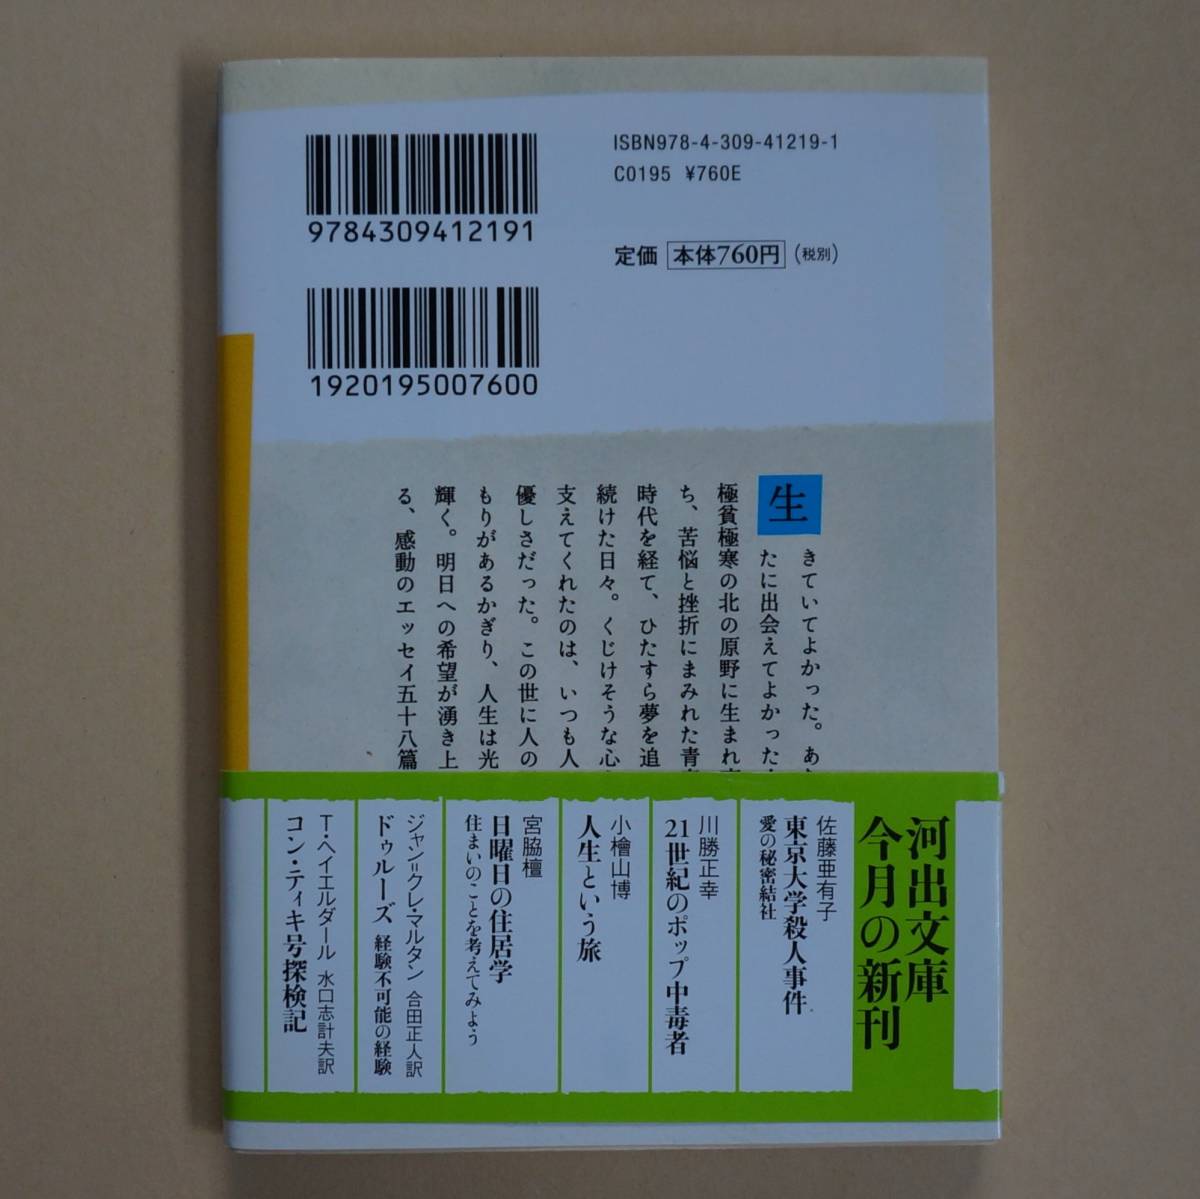 ISBN978-4-309-41219-1
C0195 ¥760E
定価 本体760円 (税別)
9784309412191
1920195007600
生きていてよかった。あ
たに出会えてよかった
極貧極寒の北の原野に生まれ
ち、苦悩と挫折にまみれた青
時代を経て、ひたすら夢を追
続けた日々。くじけそうな心
支えてくれたのは、いつも人
優しさだった。この世に人の
もりがあるかぎり、人生は光
輝く。明日への希望が湧き上
る、感動のエッセイ五十八篇
河出文庫
今月の新刊
佐藤亜有子
東京大学殺人事件
愛の秘密結社
川勝正幸
21世紀のポップ中毒者
小檜山博
人生という旅
宮脇檀
日曜日の住居学
住まいのことを考えてみよう
ジャン=クレ・マルタン 合田正人訳
ドゥルーズ 経験不可能の経験
T・ヘイエルダール 水口志計夫訳
コン・ティキ号探検記